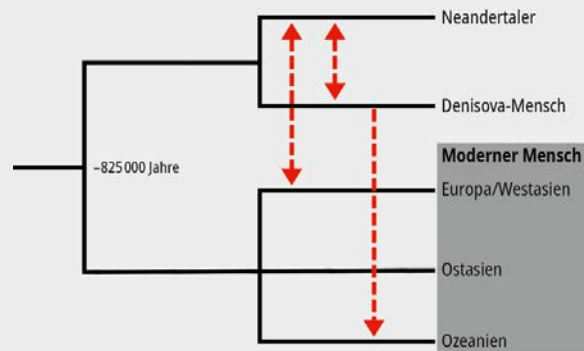 Neandertaler
Denisova-Mensch
~825 000 Jahre
Moderner Mensch
Europa/Westasien
Ostasien
Ozeanien